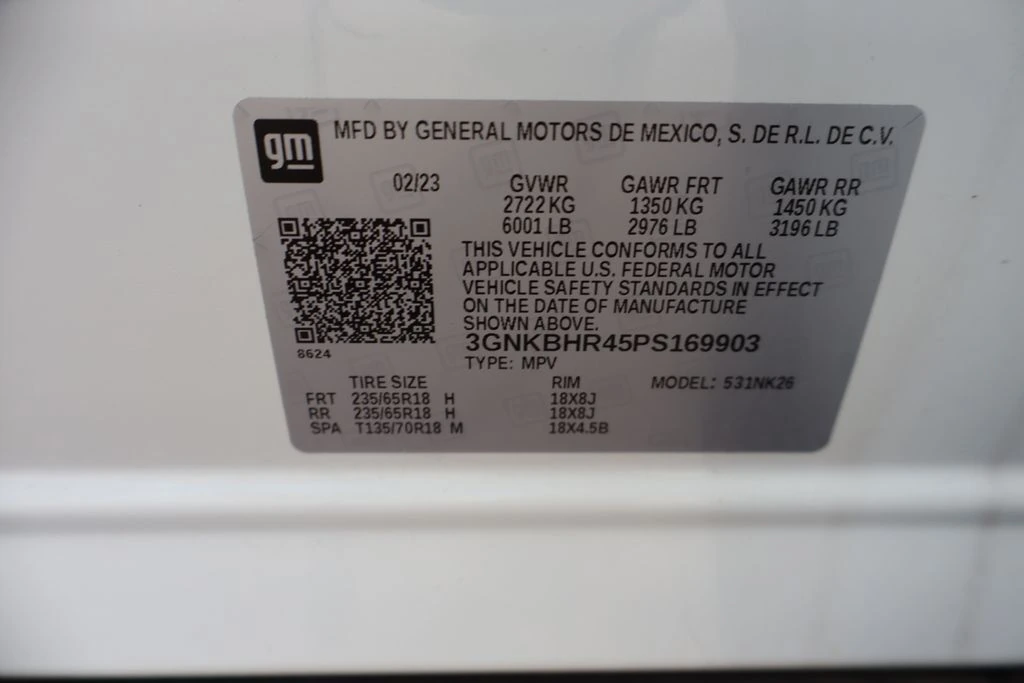 gm MFD BY GENERAL MOTORS DE MEXICO, S. DE R.L. DE C.V.
02/23 GVWR GAWR FRT GAWR RR
2722 KG 1350 KG 1450 KG
6001 LB 2976 LB 3196 LB
THIS VEHICLE CONFORMS TO ALL
APPLICABLE U.S. FEDERAL MOTOR
VEHICLE SAFETY STANDARDS IN EFFECT
ON THE DATE OF MANUFACTURE
SHOWN ABOVE.
3GNKBHR45PS169903
8624
TYPE: MPV
TIRE SIZE RIM MODEL: 531NK26
FRT 235/65R18 H 18X8J
RR 235/65R18 H 18X8J
SPA T135/70R18 M 18X4.5B